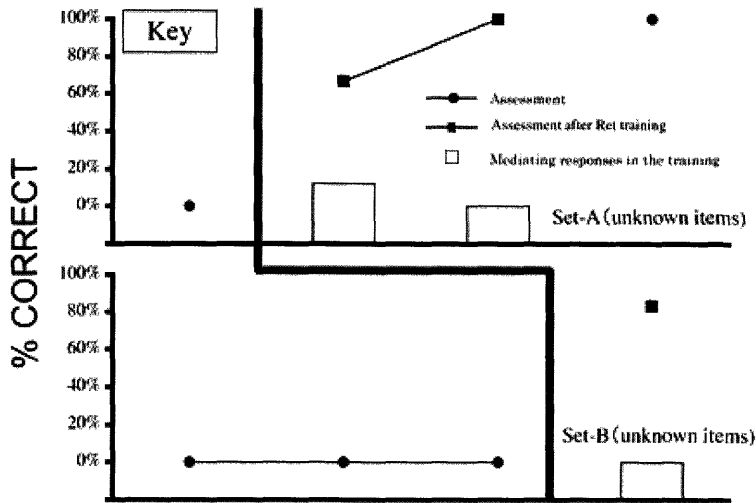 % CORRECT
Key
100%
80%
60%
40%
20%
0%
Assessment
Assessment after Ret training
Mediating responses in the training
Set-A (unknown items)
100%
80%
60%
40%
20%
0%
Set-B (unknown items)